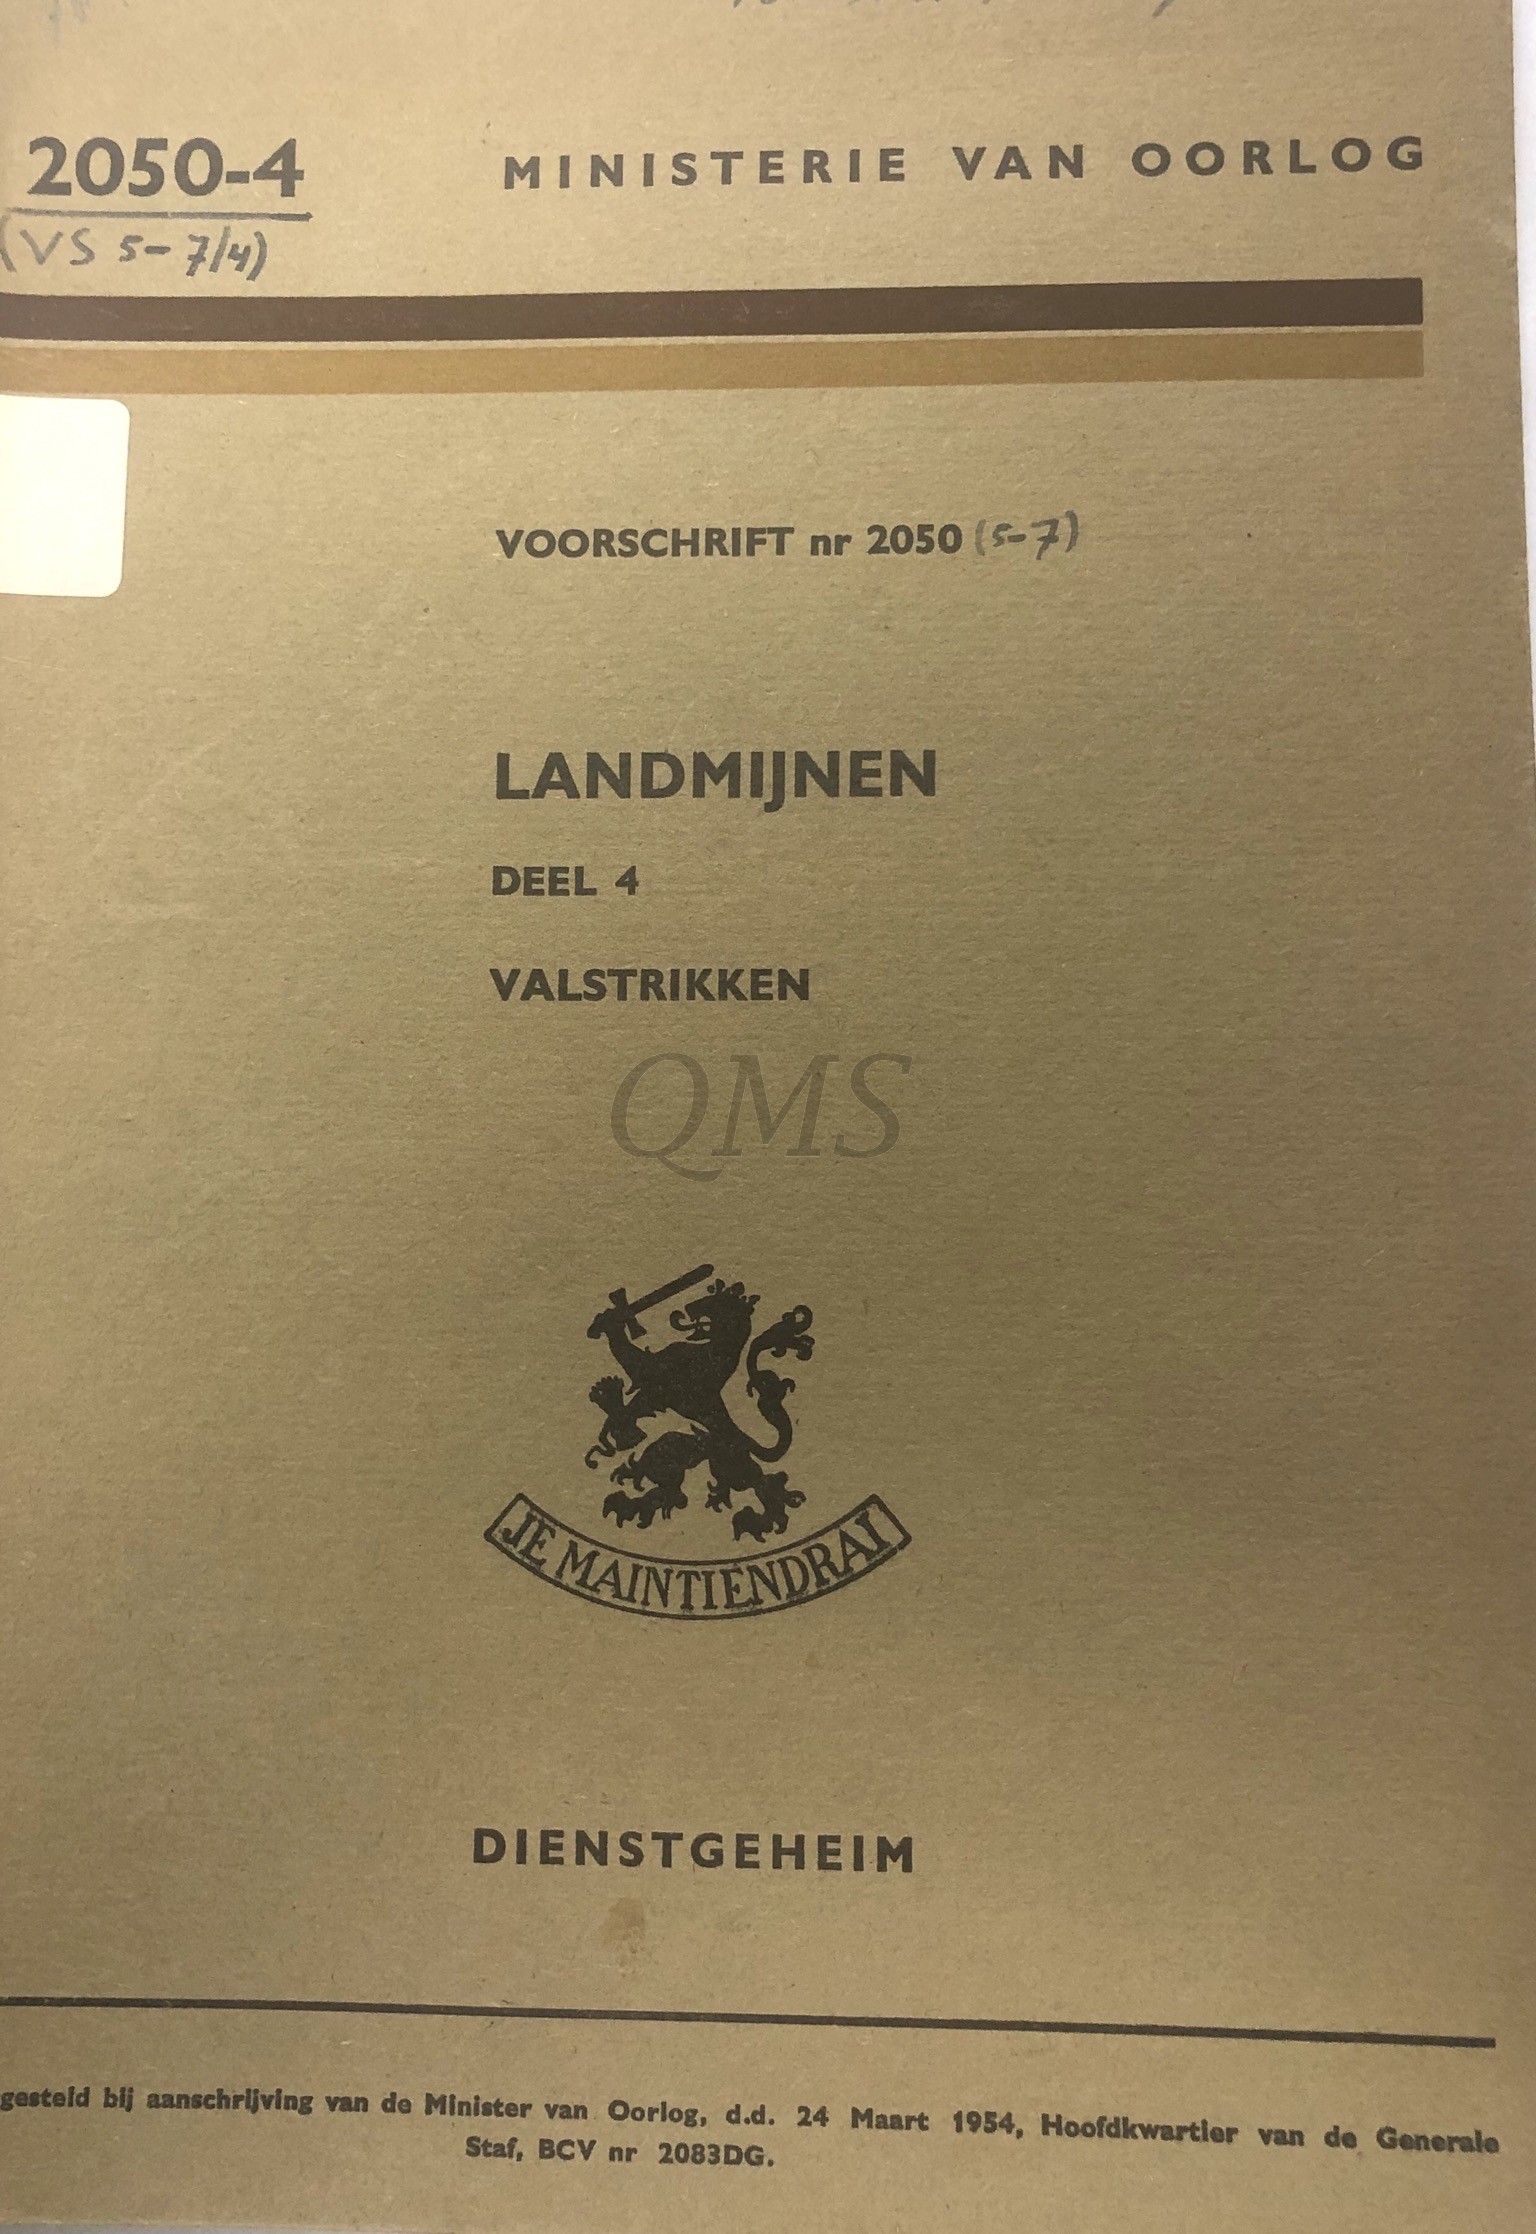 2050-4
MINISTERIE VAN OORLOG
(VS 5-7/4)
VOORSCHRIFT nr 2050 (5-7)
LANDMIJNEN
DEEL 4
VALSTRIKKEN
QMS
JE MAINTIENDRAI
DIENSTGEHEIM
gesteld bij aanschrijving van de Minister van Oorlog, d.d. 24 Maart 1954, Hoofdkwartier van de Generale
Staf, BCV nr 2083DG.